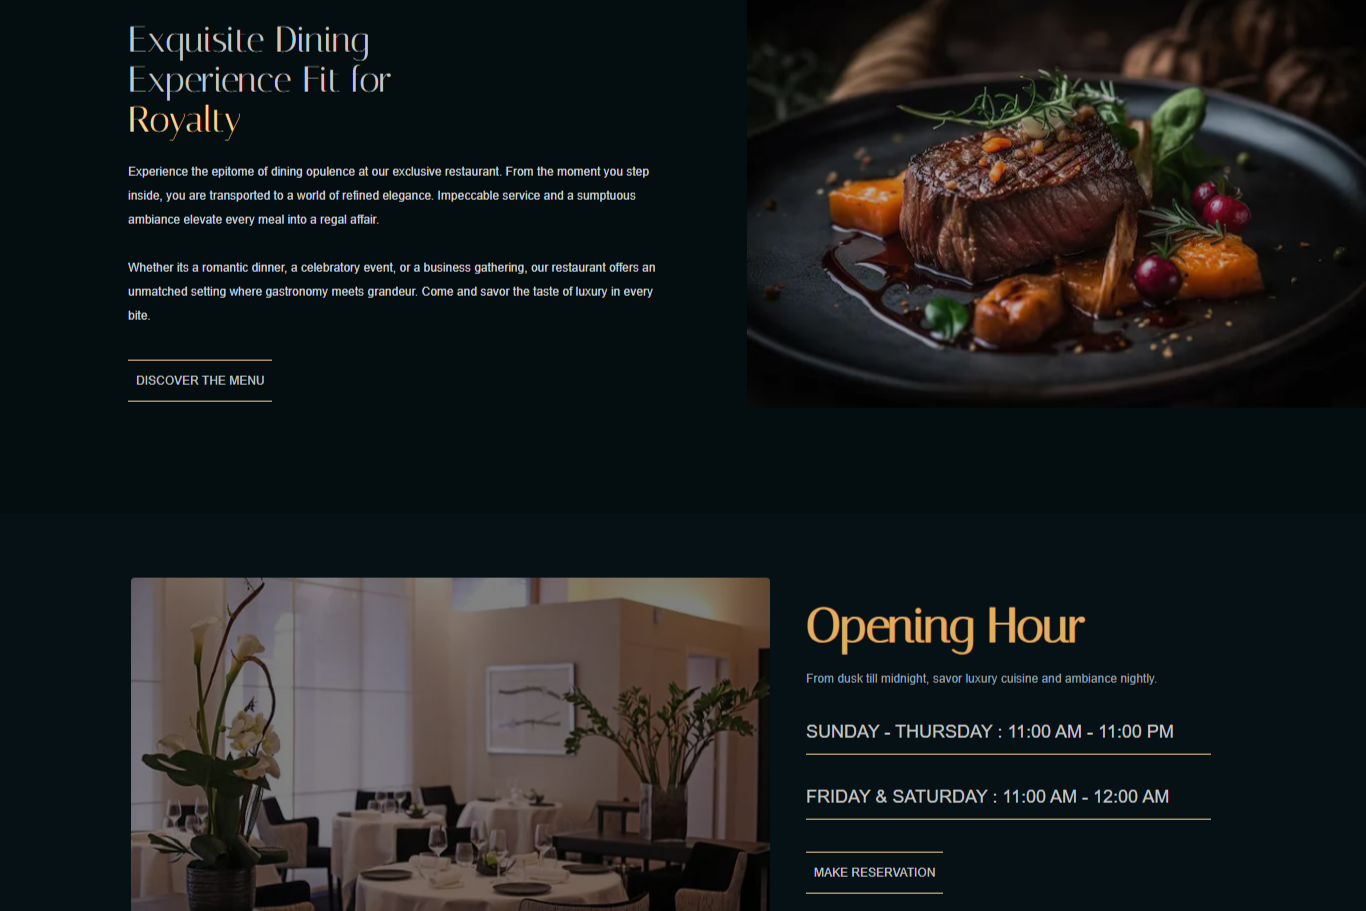 Exquisite Dining
Experience Fit for
Royalty
Experience the epitome of dining opulence at our exclusive restaurant. From the moment you step
inside, you are transported to a world of refined elegance. Impeccable service and a sumptuous
ambiance elevate every meal into a regal affair.
Whether its a romantic dinner, a celebratory event, or a business gathering, our restaurant offers an
unmatched setting where gastronomy meets grandeur. Come and savor the taste of luxury in every
bite.
DISCOVER THE MENU
Opening Hour
From dusk till midnight, savor luxury cuisine and ambiance nightly.
SUNDAY - THURSDAY : 11:00 AM - 11:00 PM
FRIDAY & SATURDAY : 11:00 AM - 12:00 AM
MAKE RESERVATION